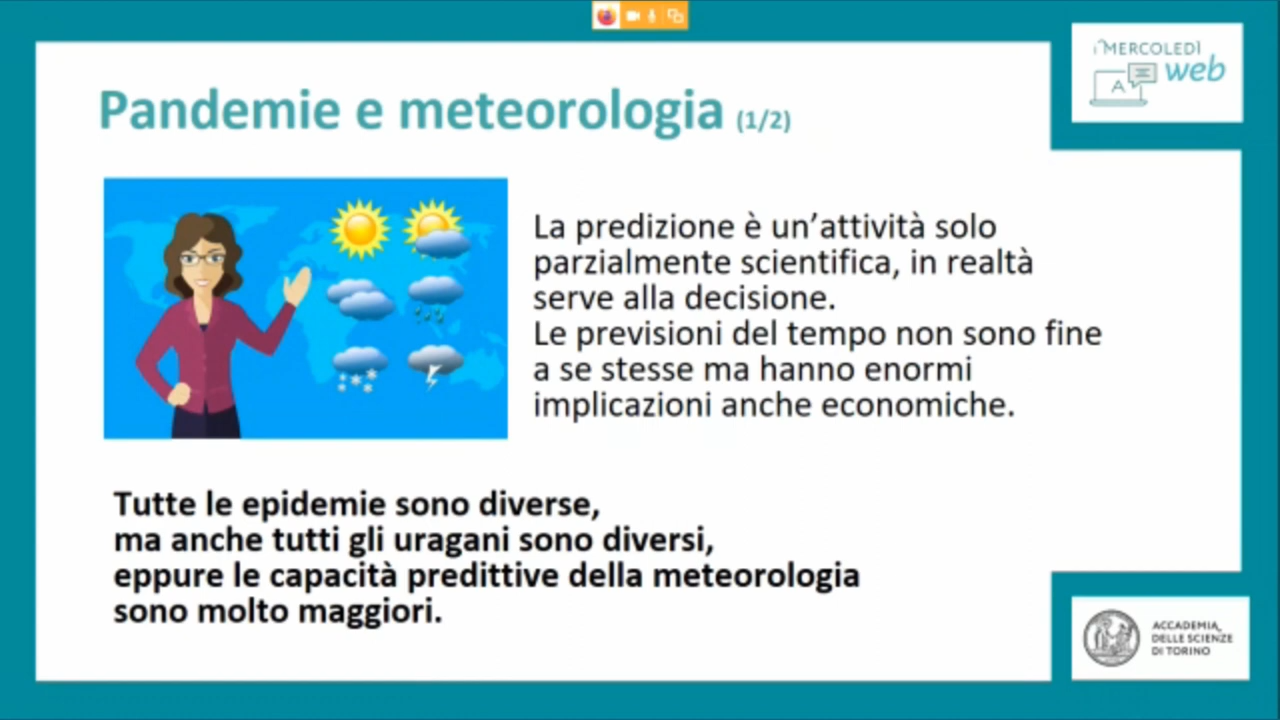 i MERCOLEDÌ
A
web
Pandemie e meteorologia (1/2)
La predizione è un’attività solo
parzialmente scientifica, in realtà
serve alla decisione.
Le previsioni del tempo non sono fine
a se stesse ma hanno enormi
implicazioni anche economiche.
Tutte le epidemie sono diverse,
ma anche tutti gli uragani sono diversi,
eppure le capacità predittive della meteorologia
sono molto maggiori.
ACCADEMIA
DELLE SCIENZE
DI TORINO